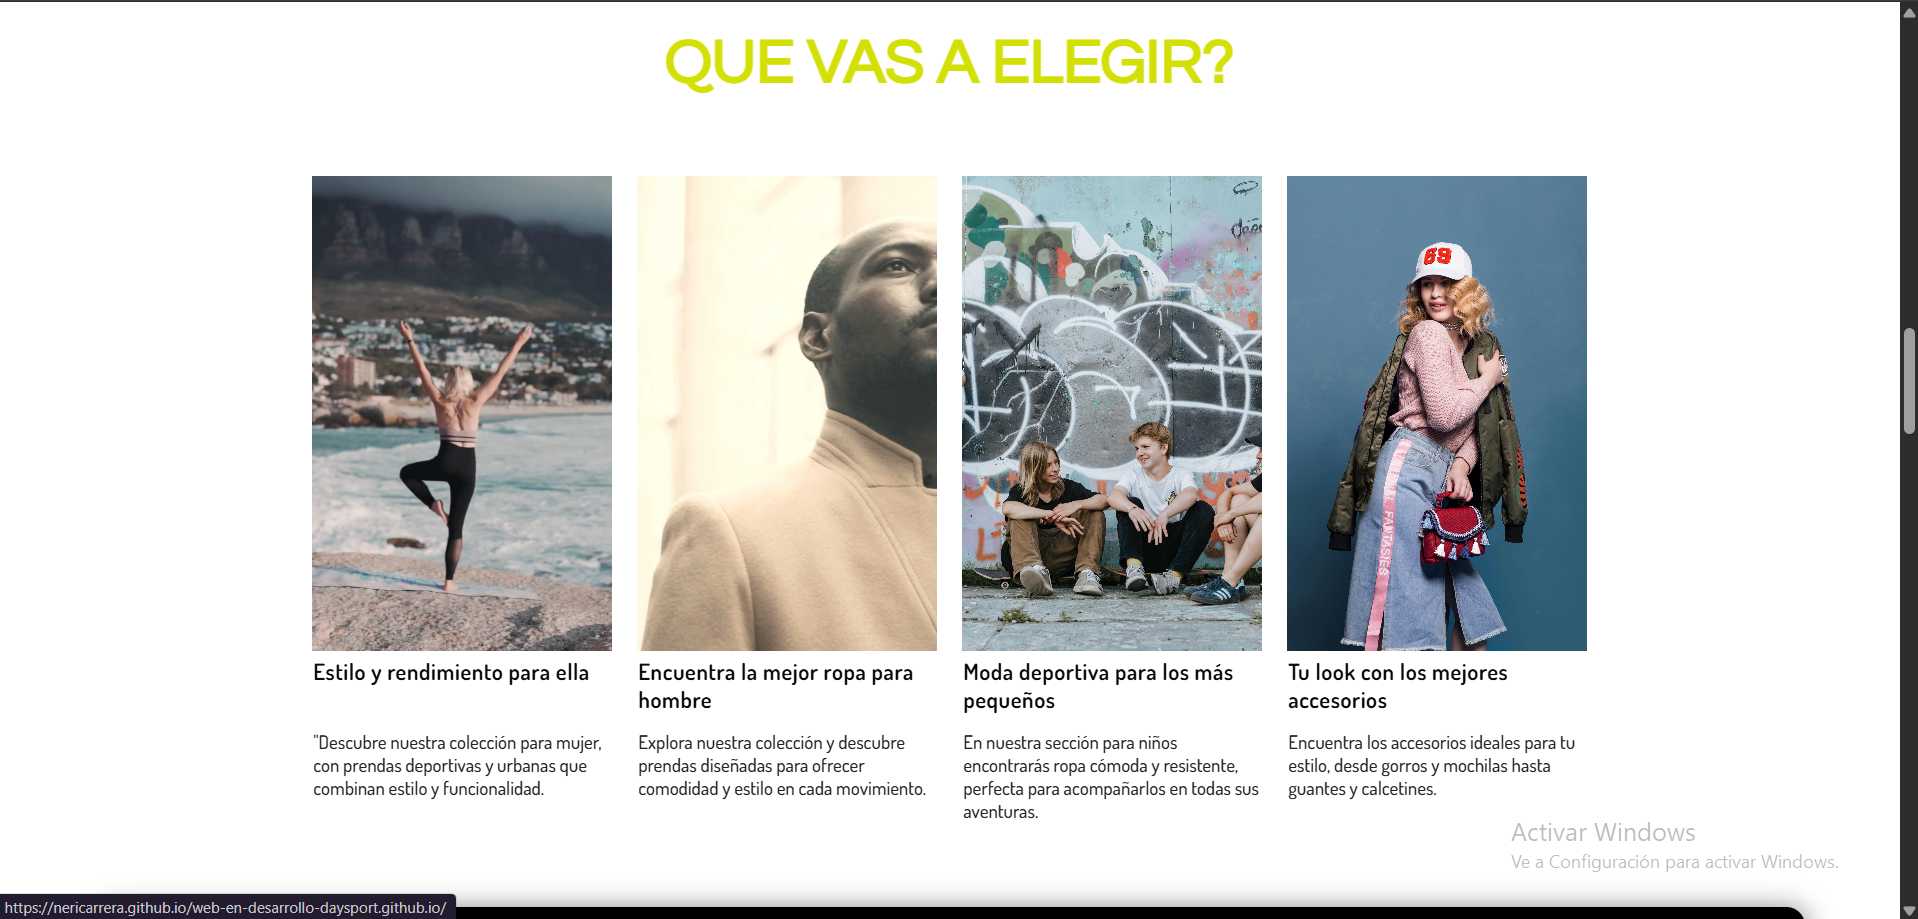 QUE VAS A ELEGIR?
69
FANTASIES
Estilo y rendimiento para ella
"Descubre nuestra colección para mujer,
con prendas deportivas y urbanas que
combinan estilo y funcionalidad.
Encuentra la mejor ropa para
hombre
Explora nuestra colección y descubre
prendas diseñadas para ofrecer
comodidad y estilo en cada movimiento.
Moda deportiva para los más
pequeños
En nuestra sección para niños
encontrarás ropa cómoda y resistente,
perfecta para acompañarlos en todas sus
aventuras.
Tu look con los mejores
accesorios
Encuentra los accesorios ideales para tu
estilo, desde gorros y mochilas hasta
guantes y calcetines.
Activar Windows
Ve a Configuración para activar Windows.
https://nericarrera.github.io/web-en-desarrollo-daysport.github.io/